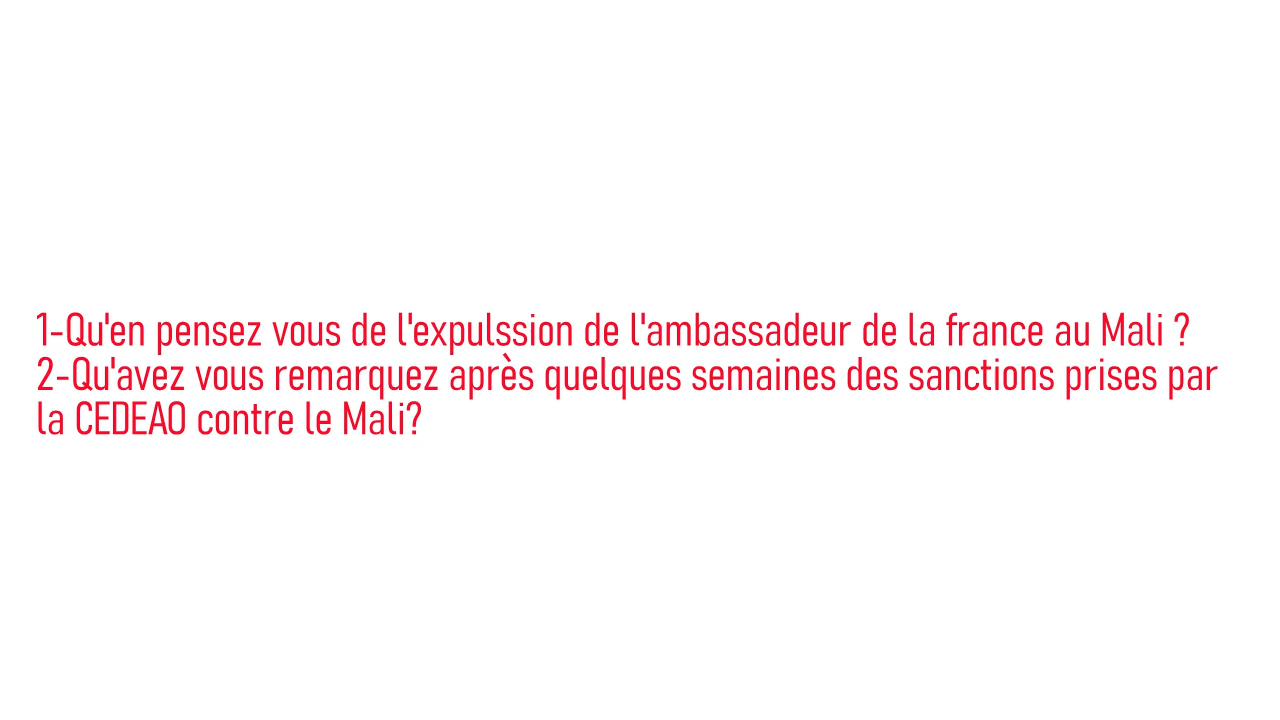 1-Qu'en pensez vous de l'expulssion de l'ambassadeur de la france au Mali ?
2-Qu'avez vous remarquez après quelques semaines des sanctions prises par
la CEDEAO contre le Mali?